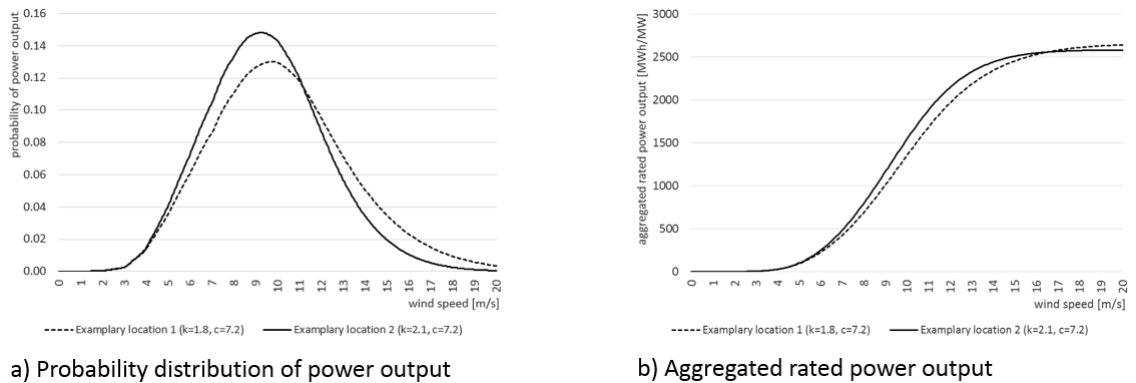 probability of power output
0.16
0.14
0.12
0.10
0.08
0.06
0.04
0.02
0.00
0 1 2 3 4 5 6 7 8 9 10 11 12 13 14 15 16 17 18 19 20
wind speed [m/s]
Examplary location 1 (k=1.8, c=7.2) Examplary location 2 (k=2.1, c=7.2)
a) Probability distribution of power output
aggregated rated power output [MWh/MW]
3000
2500
2000
1500
1000
500
0
0 1 2 3 4 5 6 7 8 9 10 11 12 13 14 15 16 17 18 19 20
wind speed [m/s]
Examplary location 1 (k=1.8, c=7.2) Examplary location 2 (k=2.1, c=7.2)
b) Aggregated rated power output